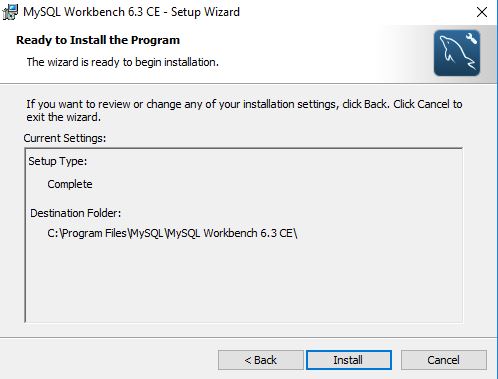 MySQL Workbench 6.3 CE - Setup Wizard
Ready to Install the Program
The wizard is ready to begin installation.
If you want to review or change any of your installation settings, click Back. Click Cancel to
exit the wizard.
Current Settings:
Setup Type:
Complete
Destination Folder:
C:\Program Files\MySQL\MySQL Workbench 6.3 CE\
< Back
Install
Cancel